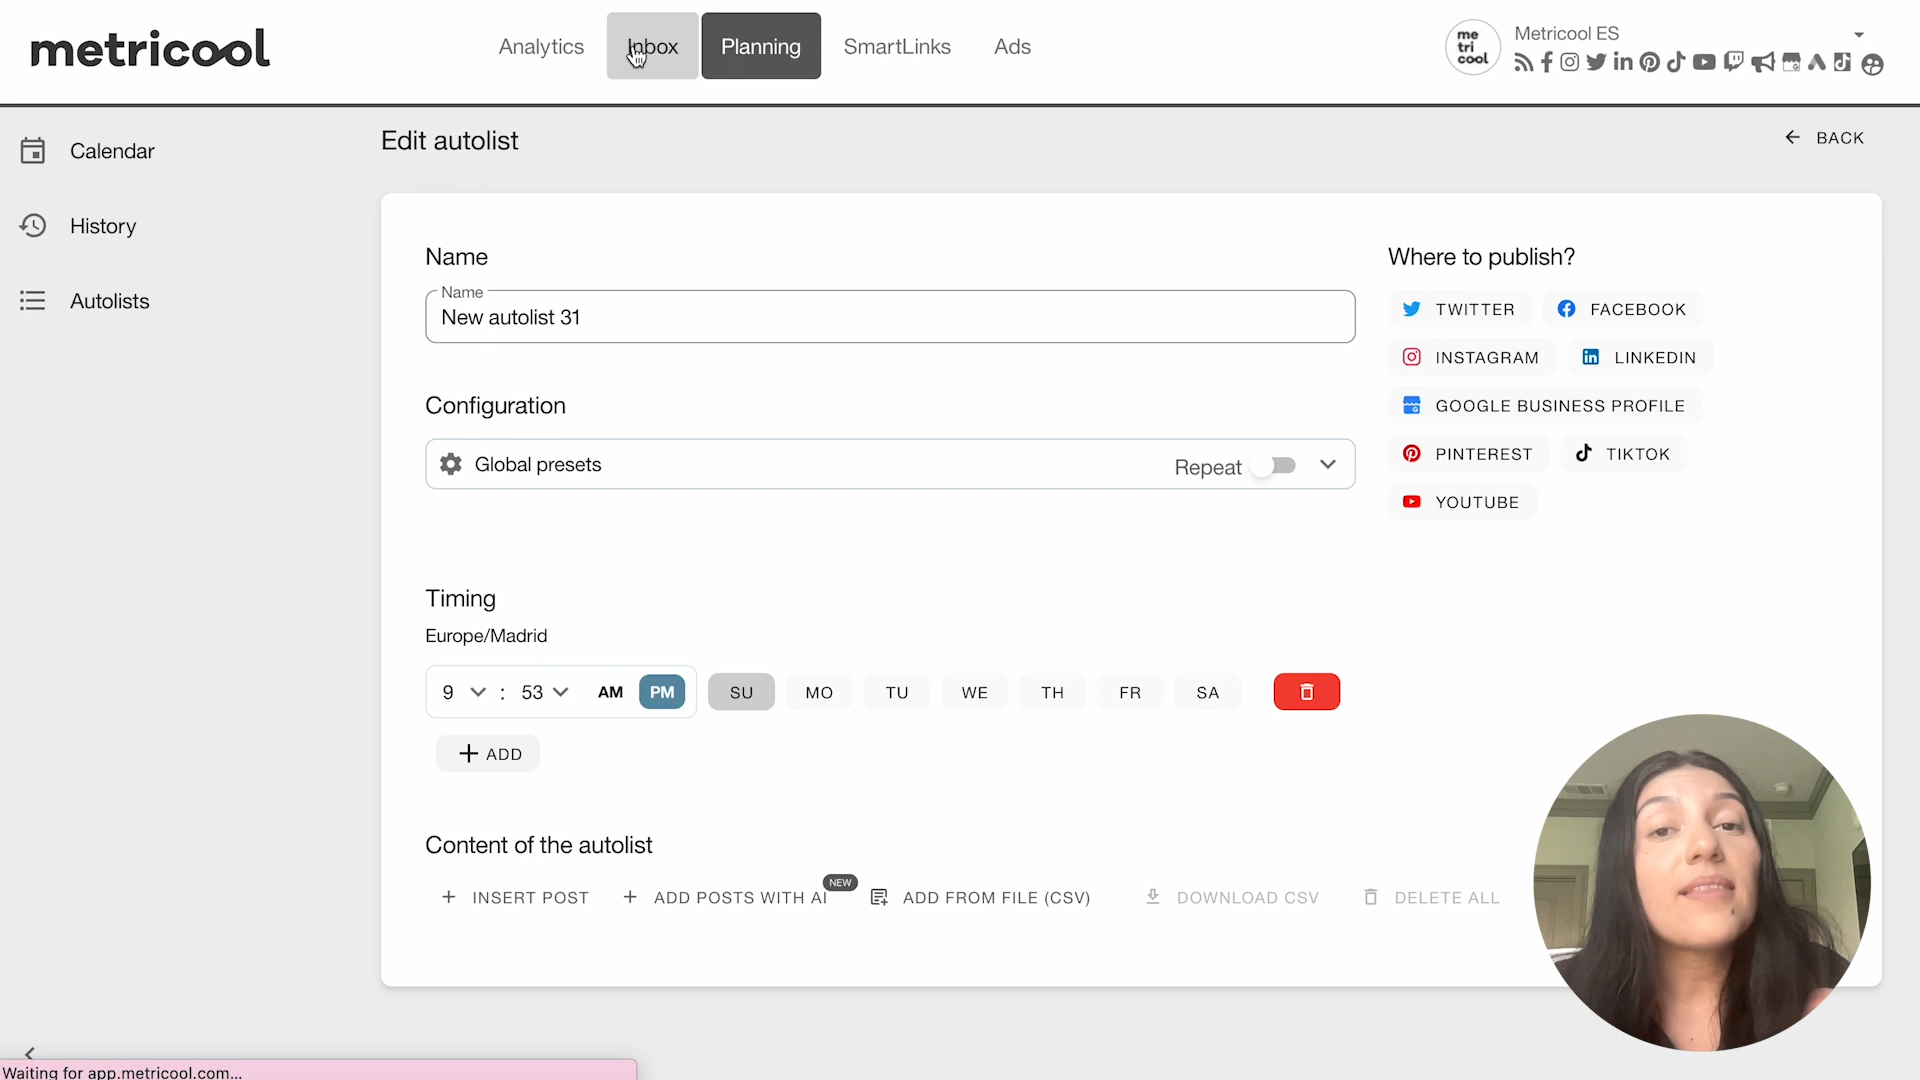 metricool
Analytics
Inbox
Planning
SmartLinks
Ads
me
tri
cool
Metricool ES
Calendar
History
Autolists
Edit autolist
BACK
Name
Name
New autolist 31
Configuration
Global presets
Repeat
Where to publish?
TWITTER
FACEBOOK
INSTAGRAM
LINKEDIN
GOOGLE BUSINESS PROFILE
PINTEREST
TIKTOK
YOUTUBE
Timing
Europe/Madrid
9 : 53 AM PM SU MO TU WE TH FR SA
+ ADD
Content of the autolist
+ INSERT POST
+ ADD POSTS WITH AI
NEW
ADD FROM FILE (CSV)
DOWNLOAD CSV
DELETE ALL
Waiting for app.metricool.com...